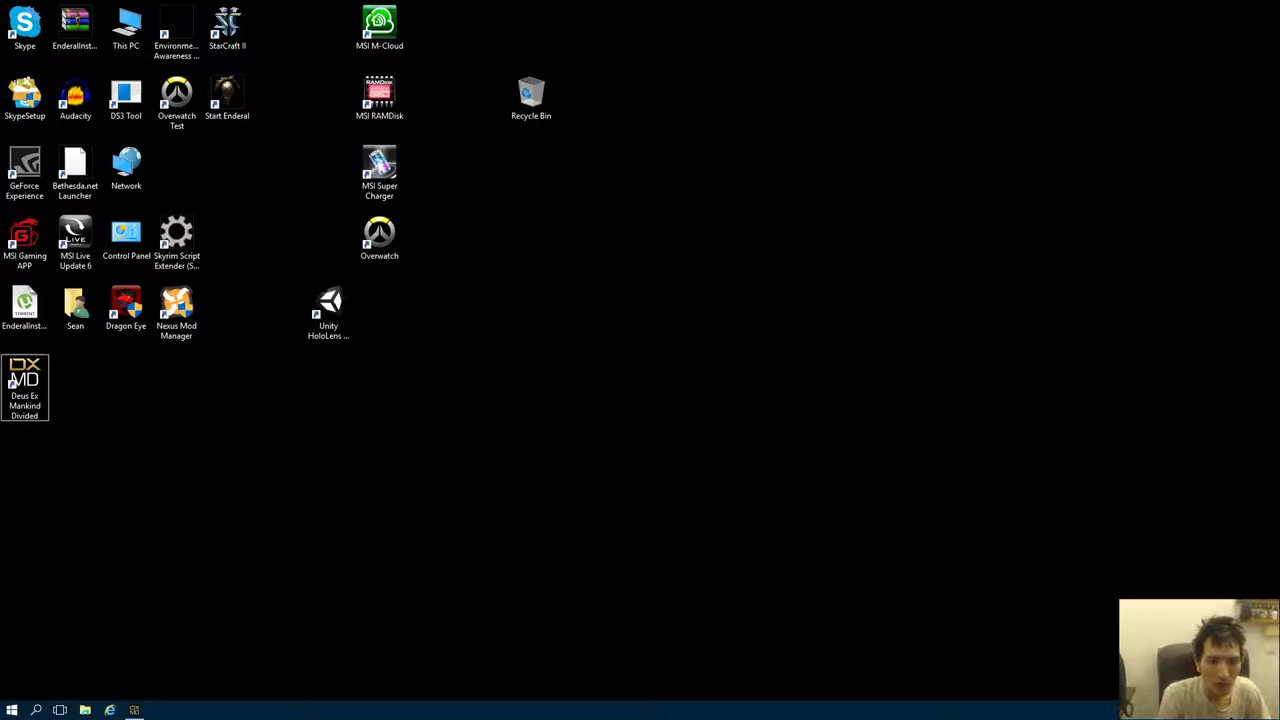 Skype
EnderalInst...
This PC
Environme...
Awareness ...
StarCraft II
MSI M-Cloud
SkypeSetup
Audacity
DS3 Tool
Overwatch
Test
Start Enderal
RAMDisk
MSI RAMDisk
Recycle Bin
GeForce
Experience
Bethesda.net
Launcher
Network
MSI Super
Charger
MSI Gaming
APP
LIVE
MSI Live
Update 6
Control Panel
Skyrim Script
Extender (S...
Overwatch
TORRENT
EnderalInst...
Sean
Dragon Eye
Nexus Mod
Manager
Unity
HoloLens ...
DX
MD
Deus Ex
Mankind
Divided